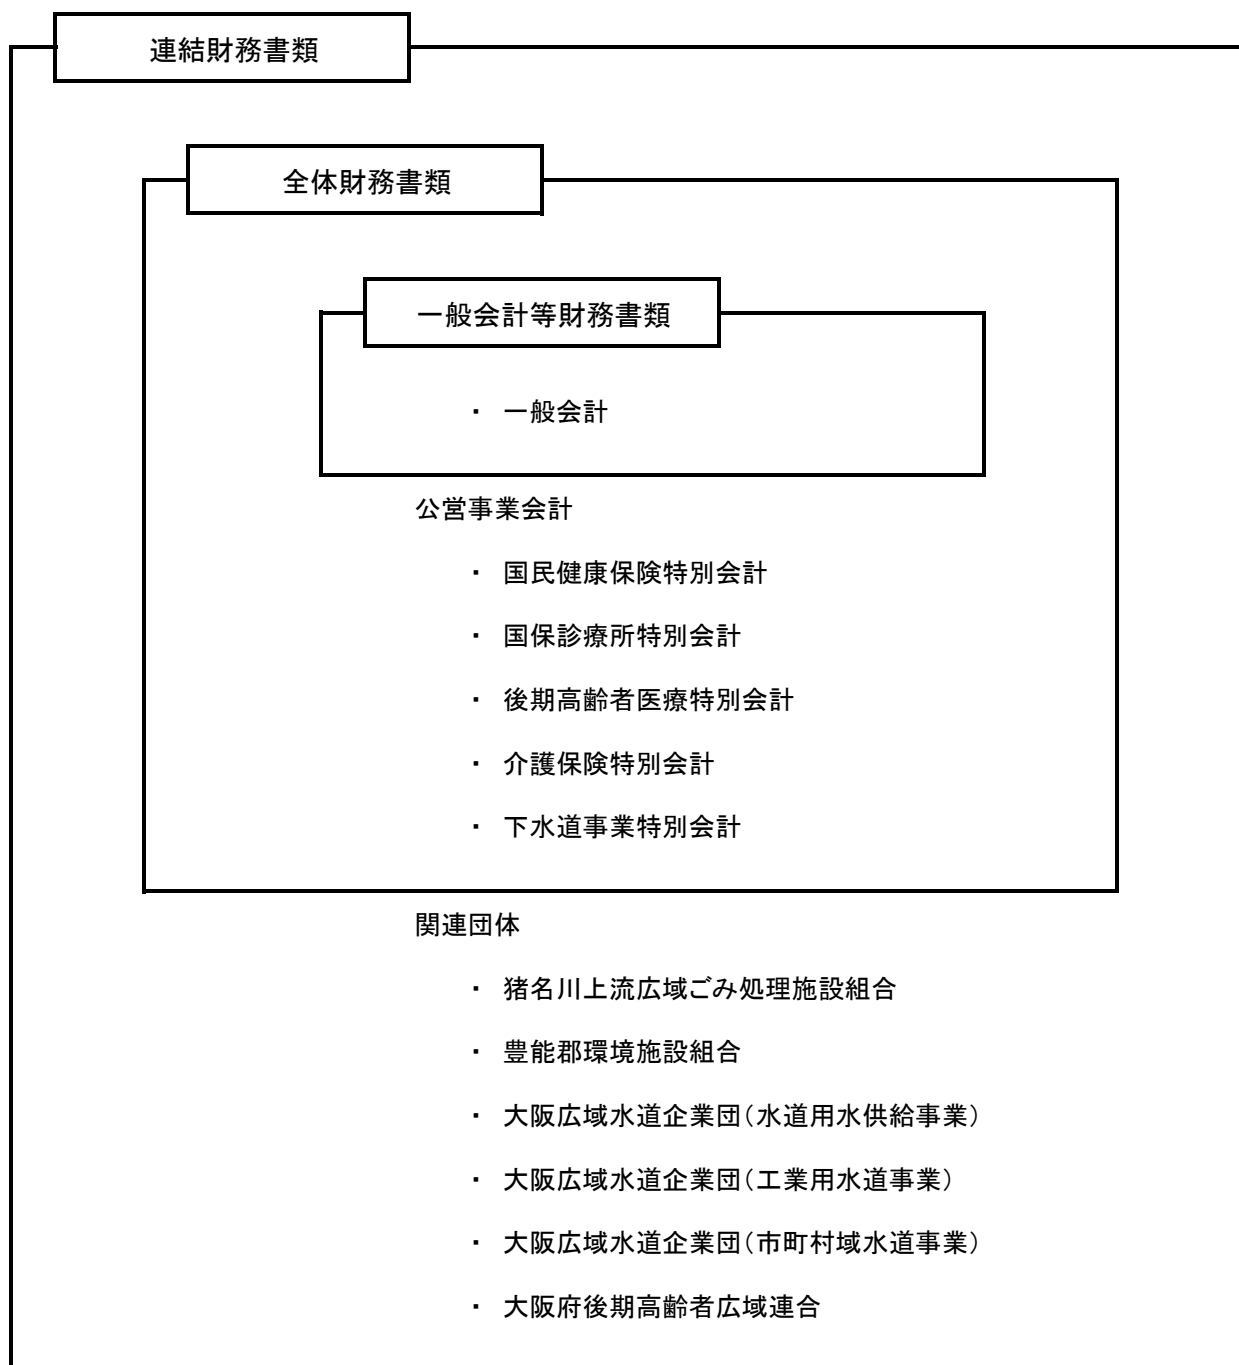 連結財務書類
全体財務書類
一般会計等財務書類
・ 一般会計
公営事業会計
・ 国民健康保険特別会計
・ 国保診療所特別会計
・ 後期高齢者医療特別会計
・ 介護保険特別会計
・ 下水道事業特別会計
関連団体
・ 猪名川上流広域ごみ処理施設組合
・ 豊能郡環境施設組合
・ 大阪広域水道企業団（水道用水供給事業）
・ 大阪広域水道企業団（工業用水道事業）
・ 大阪広域水道企業団（市町村域水道事業）
・ 大阪府後期高齢者広域連合